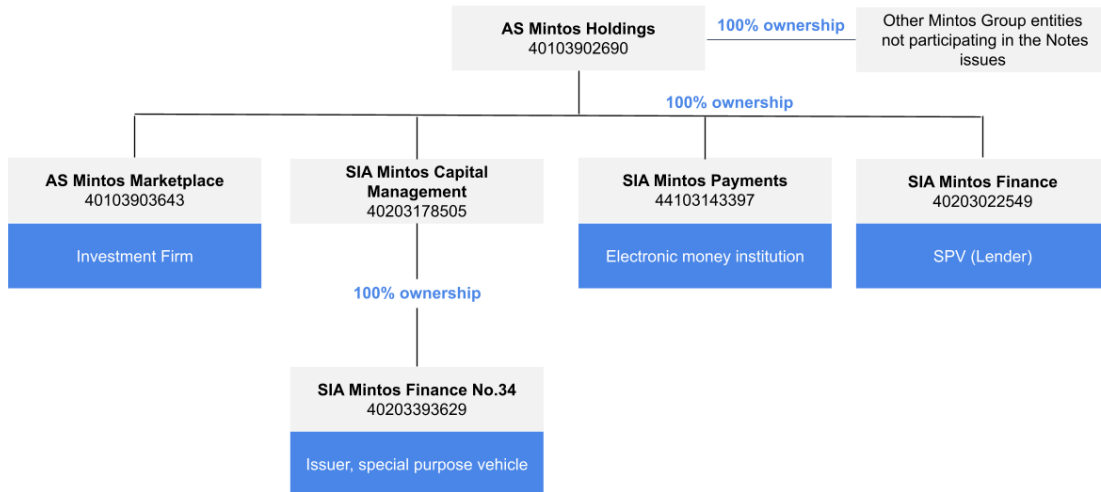 AS Mintos Holdings
40103902690
100% ownership
Other Mintos Group entities
not participating in the Notes
issues
100% ownership
AS Mintos Marketplace
40103903643
Investment Firm
SIA Mintos Capital
Management
40203178505
SIA Mintos Payments
44103143397
Electronic money institution
SIA Mintos Finance
40203022549
SPV (Lender)
100% ownership
SIA Mintos Finance No.34
40203393629
Issuer, special purpose vehicle